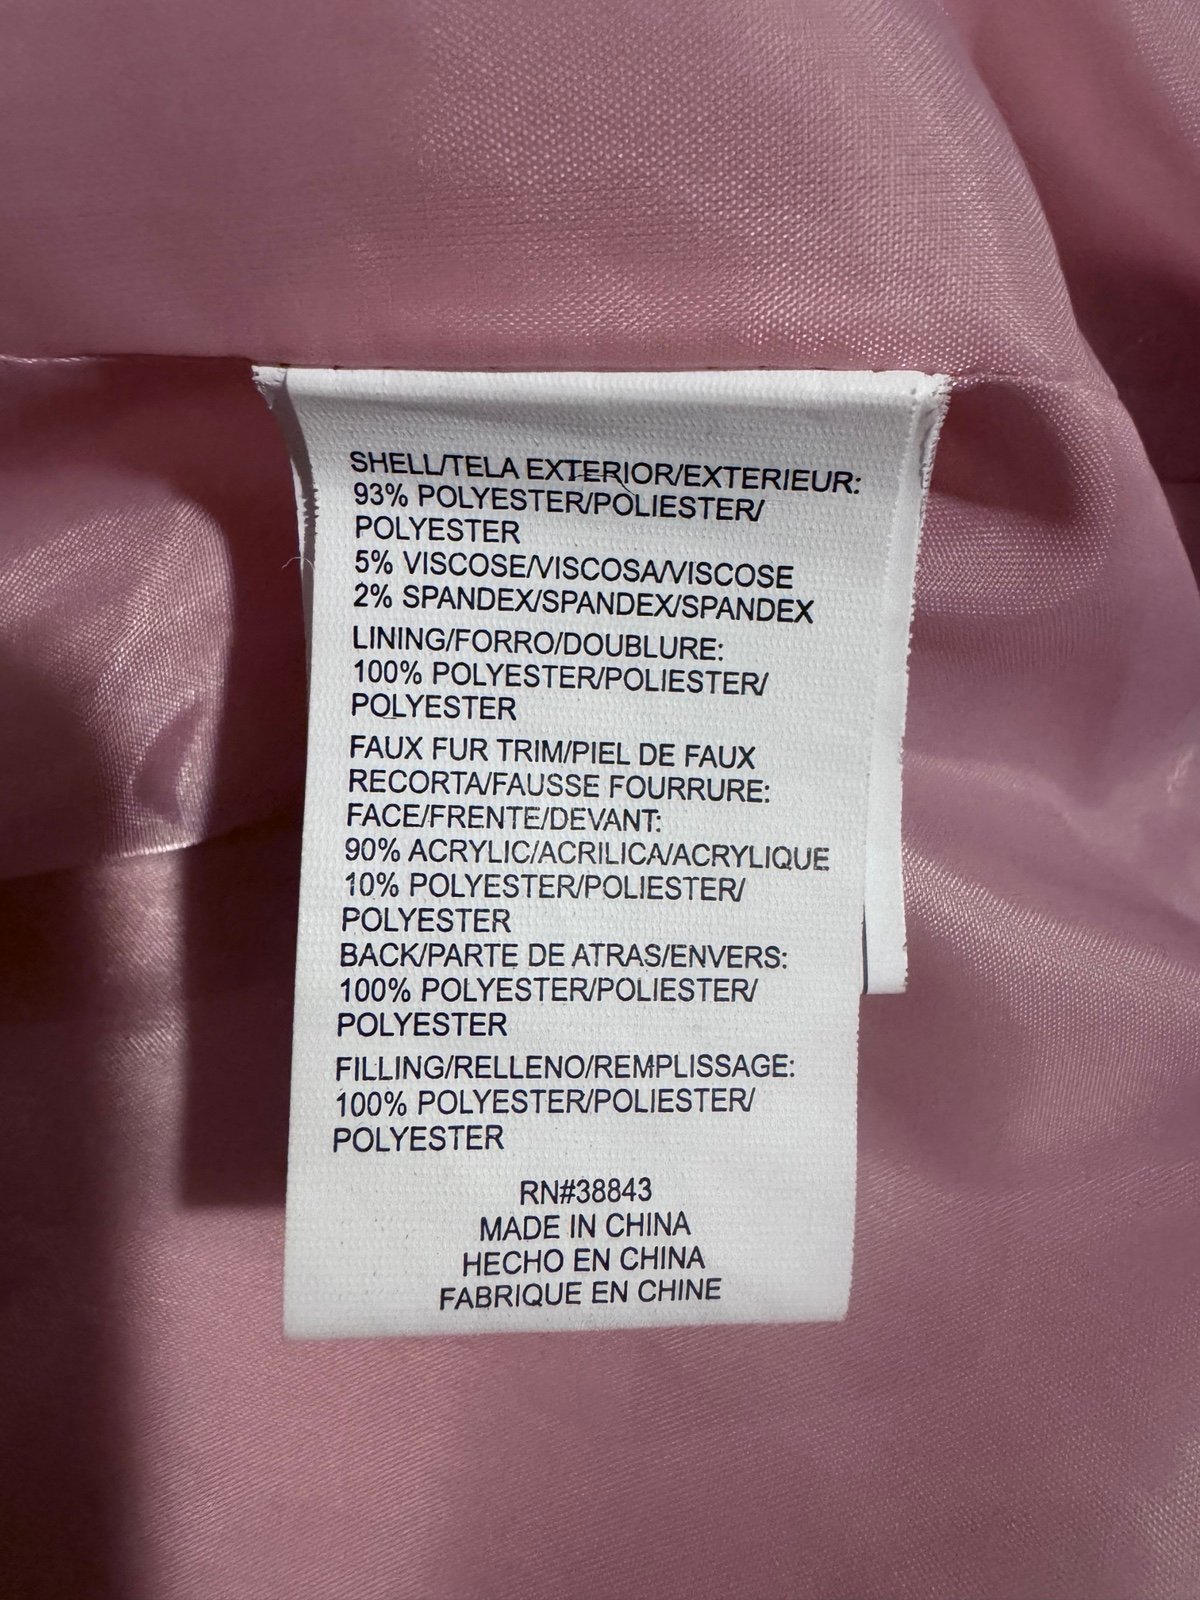 SHELL/TELA EXTERIOR/EXTERIEUR:
93% POLYESTER/POLIESTER/
POLYESTER
5% VISCOSE/VISCOSA/VISCOSE
2% SPANDEX/SPANDEX/SPANDEX
LINING/FORRO/DOUBLURE:
100% POLYESTER/POLIESTER/
POLYESTER
FAUX FUR TRIM/PIEL DE FAUX
RECORTA/FAUSSE FOURRURE:
FACE/FRENTE/DEVANT:
90% ACRYLIC/ACRILICA/ACRYLIQUE
10% POLYESTER/POLIESTER/
POLYESTER
BACK/PARTE DE ATRAS/ENVERS:
100% POLYESTER/POLIESTER/
POLYESTER
FILLING/RELLENO/REMPLISSAGE:
100% POLYESTER/POLIESTER/
POLYESTER
RN#38843
MADE IN CHINA
HECHO EN CHINA
FABRIQUE EN CHINE